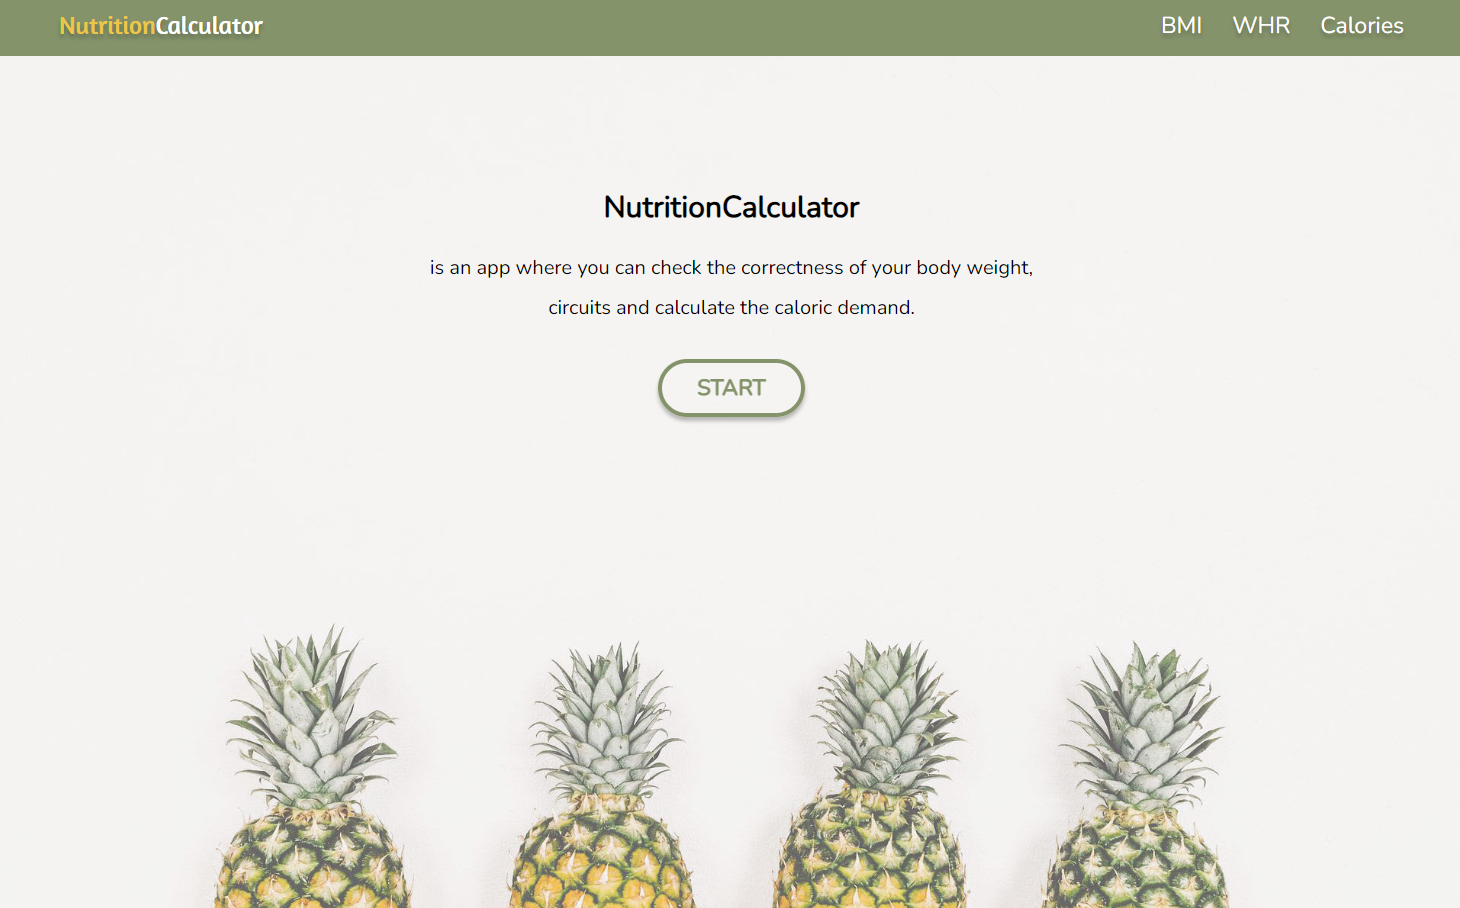 NutritionCalculator
BMI WHR Calories
NutritionCalculator
is an app where you can check the correctness of your body weight,
circuits and calculate the caloric demand.
START